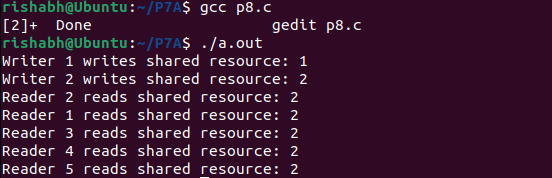 rishabh@Ubuntu:~/P7A$ gcc p8.c
[2]+  Done                    gedit p8.c
rishabh@Ubuntu:~/P7A$ ./a.out
Writer 1 writes shared resource: 1
Writer 2 writes shared resource: 2
Reader 2 reads shared resource: 2
Reader 1 reads shared resource: 2
Reader 3 reads shared resource: 2
Reader 4 reads shared resource: 2
Reader 5 reads shared resource: 2